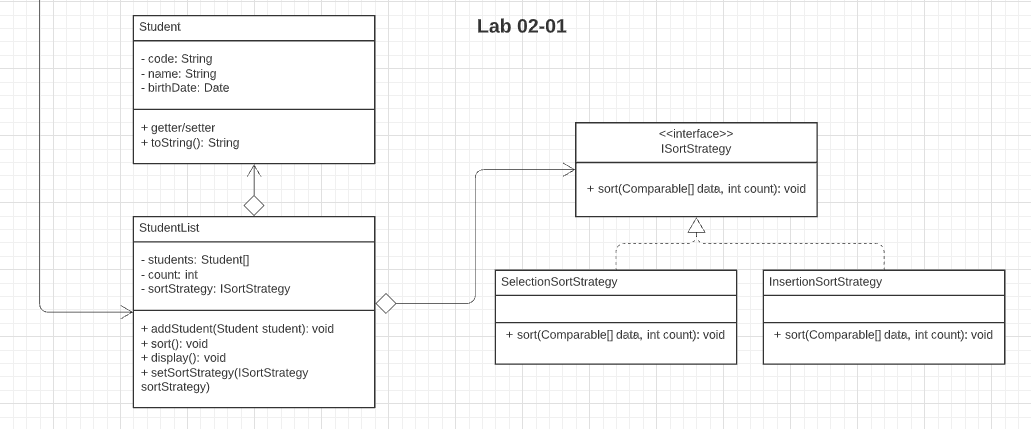 Lab 02-01
Student
- code: String
- name: String
- birthDate: Date
+ getter/setter
+ toString(): String
<<interface>>
ISortStrategy
+ sort(Comparable[] data, int count): void
StudentList
- students: Student[]
- count: int
- sortStrategy: ISortStrategy
+ addStudent(Student student): void
+ sort(): void
+ display(): void
+ setSortStrategy(ISortStrategy
sortStrategy)
SelectionSortStrategy
+ sort(Comparable[] data, int count): void
InsertionSortStrategy
+ sort(Comparable[] data, int count): void